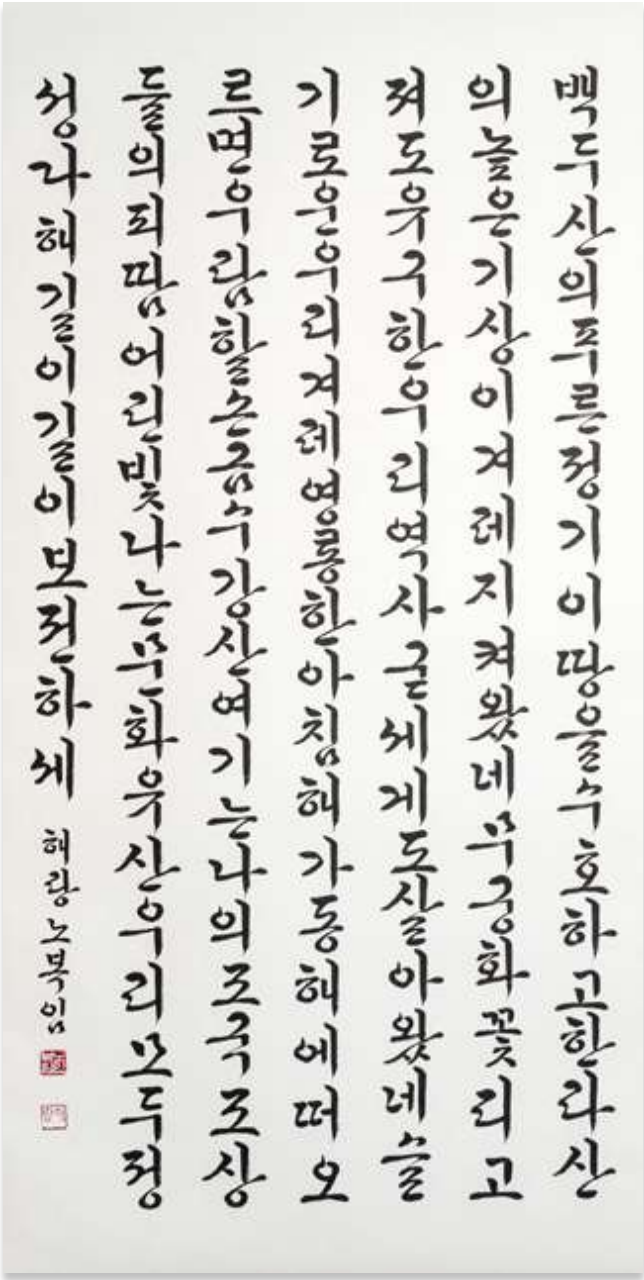 백두산의푸른정기이땅을수호하고한라산
의높은기상이겨레지켜왔네무궁화꽃피고
져도유구한우리역사굳세게도살아왔네슬
기로운우리겨레영롱한아침해가동해에떠오
르면우람할손금수강산여기는나의조국조상
들의피땀어린빛나는문화유산우리모두정
성다해길이길이보전하세
해랑노복임